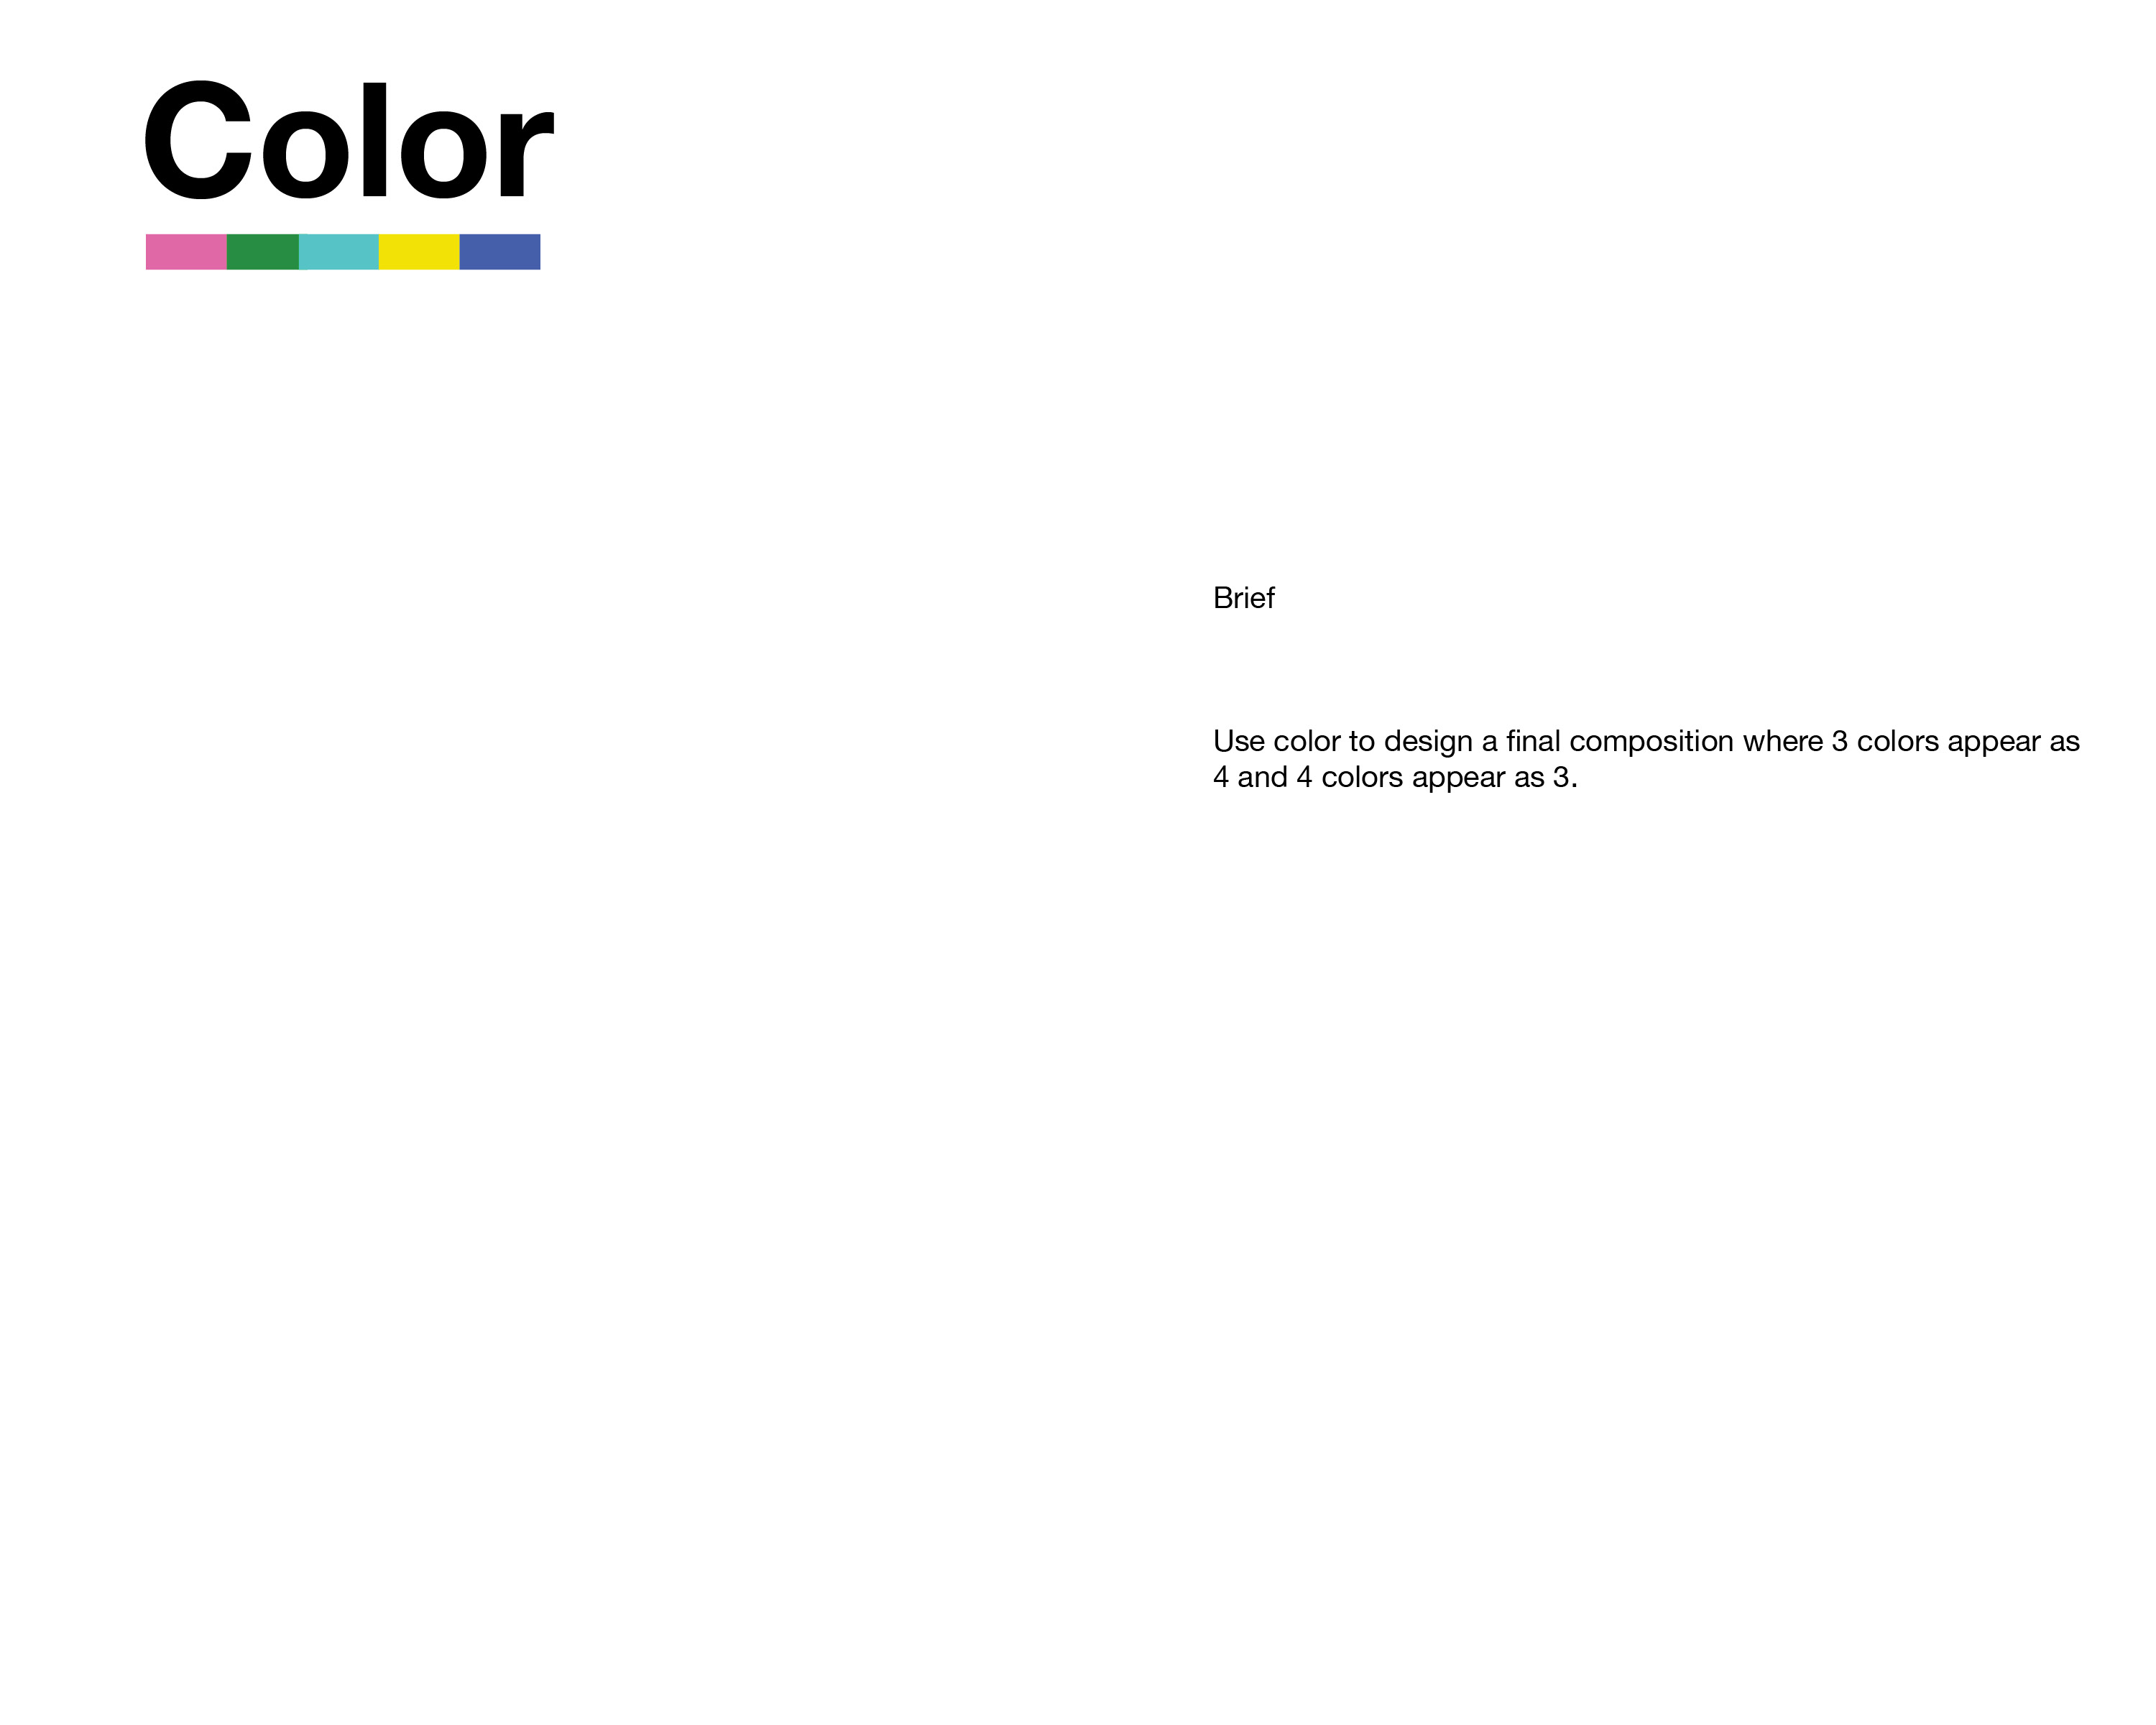 Color
Brief
Use color to design a final composition where 3 colors appear as
4 and 4 colors appear as 3.